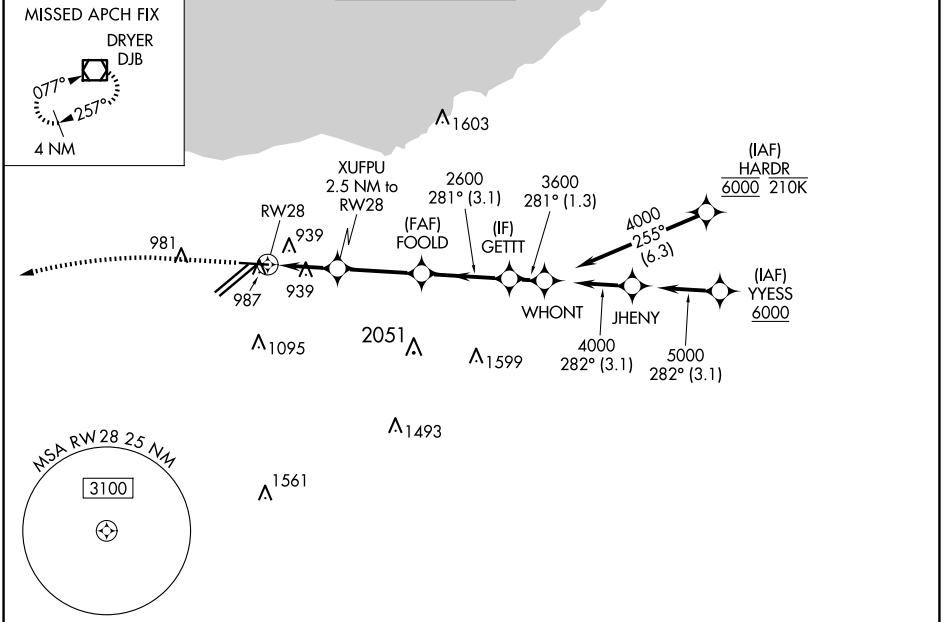 MISSED APCH FIX
DRYER
DJB
077°
257°
4 NM
1603
XUFPU
2.5 NM to
RW28
2600
281° (3.1)
3600
281° (1.3)
(IAF)
HARDR
6000 210K
RW28
(FAF)
FOOLD
(IF)
GETTT
4000
255°
(6.3)
981
939
939
987
WHONT
JHENY
(IAF)
YYESS
6000
1095
2051
1599
4000
282° (3.1)
5000
282° (3.1)
1493
MSA RW28 25 NM
3100
1561